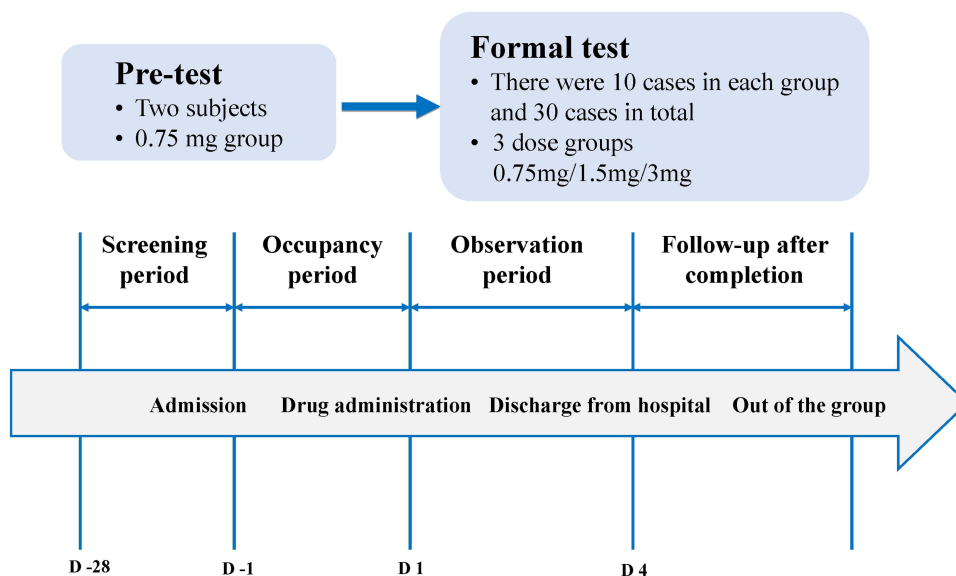 Pre-test
• Two subjects
• 0.75 mg group
Formal test
• There were 10 cases in each group
and 30 cases in total
• 3 dose groups
0.75mg/1.5mg/3mg
Screening
period
Occupancy
period
Observation
period
Follow-up after
completion
Admission
Drug administration
Discharge from hospital
Out of the group
D -28
D -1
D 1
D 4